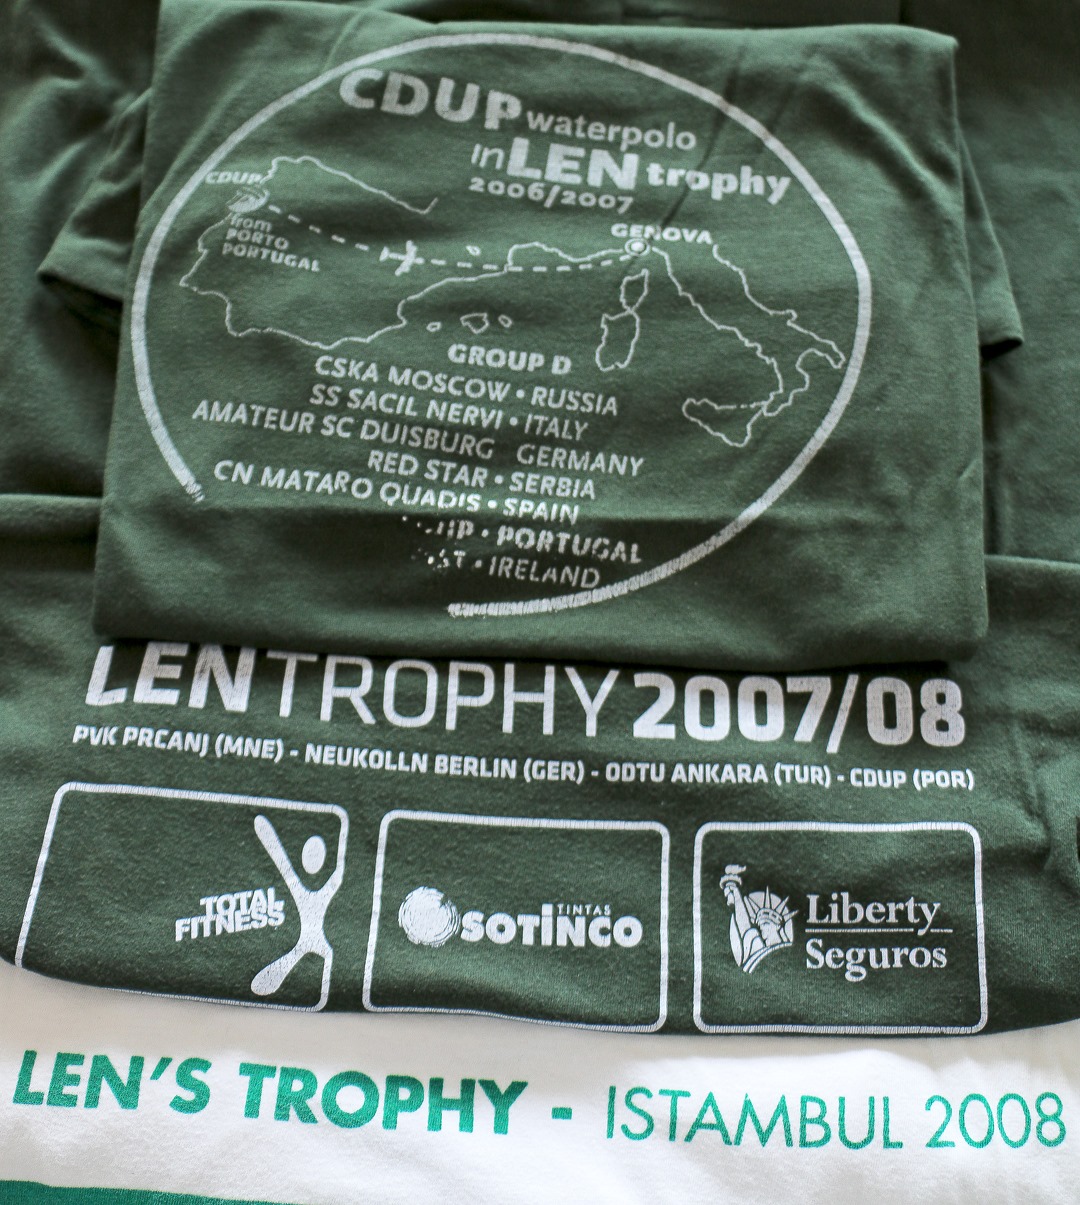 CDUP waterpolo
in LEN trophy
2006/2007
CDUP
from
PORTO
PORTUGAL
GENOVA
GROUP D
CSKA MOSCOW • RUSSIA
SS SACIL NERVI • ITALY
AMATEUR SC DUISBURG GERMANY
RED STAR • SERBIA
CN MATARO QUADIS • SPAIN
• PORTUGAL
• IRELAND
LENTROPHY 2007/08
PVK PRCANJ (MNE) - NEUKOLLN BERLIN (GER) - ODTU ANKARA (TUR) - CDUP (POR)
TOTAL
FITNESS
TINTAS
SOTINCO
Liberty
Seguros
LEN'S TROPHY - ISTAMBUL 2008